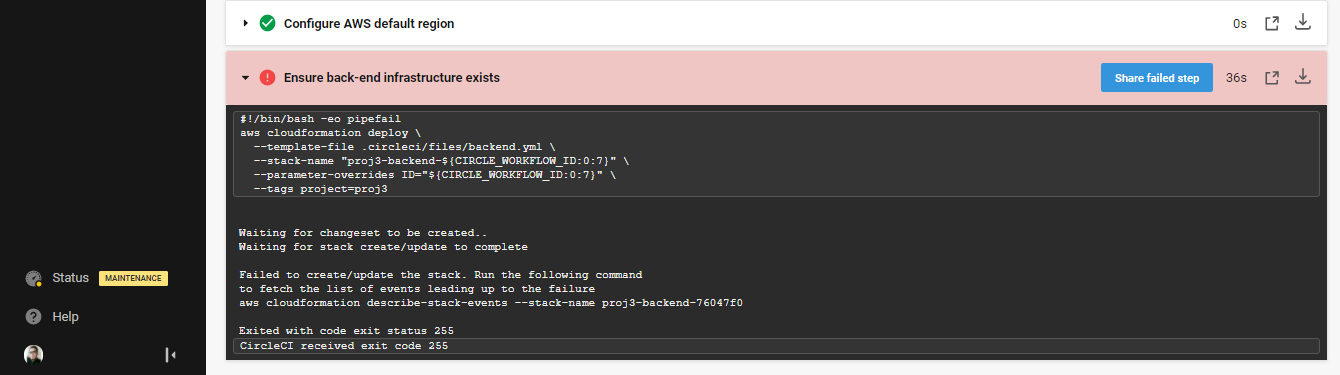 Configure AWS default region
0s
Ensure back-end infrastructure exists
Share failed step
36s
#!/bin/bash -eo pipefail
aws cloudformation deploy \
  --template-file .circleci/files/backend.yml \
  --stack-name "proj3-backend-${CIRCLE_WORKFLOW_ID:0:7}" \
  --parameter-overrides ID="${CIRCLE_WORKFLOW_ID:0:7}" \
  --tags project=proj3
Waiting for changeset to be created..
Waiting for stack create/update to complete
Failed to create/update the stack. Run the following command
to fetch the list of events leading up to the failure
aws cloudformation describe-stack-events --stack-name proj3-backend-76047f0
Exited with code exit status 255
CircleCI received exit code 255
Status MAINTENANCE
Help